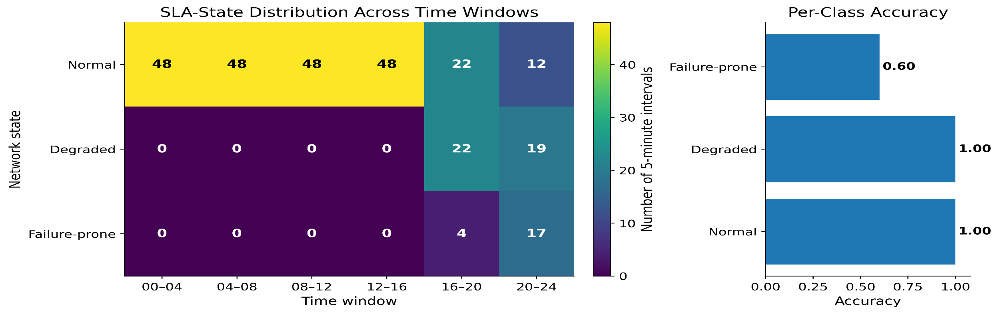 SLA-State Distribution Across Time Windows
Network state
Normal
48 48 48 48 22 12
Degraded
0 0 0 0 22 19
Failure-prone
0 0 0 0 4 17
00–04 04–08 08–12 12–16 16–20 20–24
Time window
40
30
20
10
0
Number of 5-minute intervals
Per-Class Accuracy
Failure-prone 0.60
Degraded 1.00
Normal 1.00
0.00 0.25 0.50 0.75 1.00
Accuracy